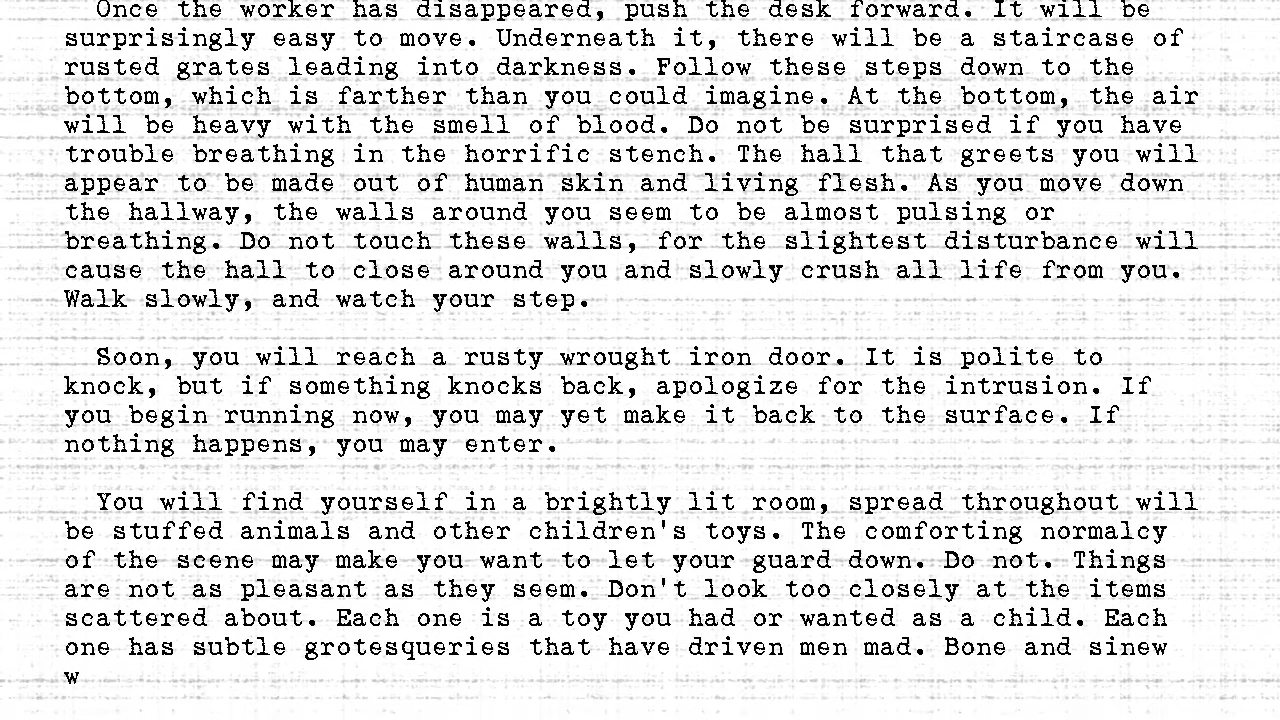 Once the worker has disappeared, push the desk forward. It will be
surprisingly easy to move. Underneath it, there will be a staircase of
rusted grates leading into darkness. Follow these steps down to the
bottom, which is farther than you could imagine. At the bottom, the air
will be heavy with the smell of blood. Do not be surprised if you have
trouble breathing in the horrific stench. The hall that greets you will
appear to be made out of human skin and living flesh. As you move down
the hallway, the walls around you seem to be almost pulsing or
breathing. Do not touch these walls, for the slightest disturbance will
cause the hall to close around you and slowly crush all life from you.
Walk slowly, and watch your step.
Soon, you will reach a rusty wrought iron door. It is polite to
knock, but if something knocks back, apologize for the intrusion. If
you begin running now, you may yet make it back to the surface. If
nothing happens, you may enter.
You will find yourself in a brightly lit room, spread throughout will
be stuffed animals and other children's toys. The comforting normalcy
of the scene may make you want to let your guard down. Do not. Things
are not as pleasant as they seem. Don't look too closely at the items
scattered about. Each one is a toy you had or wanted as a child. Each
one has subtle grotesqueries that have driven men mad. Bone and sinew
w